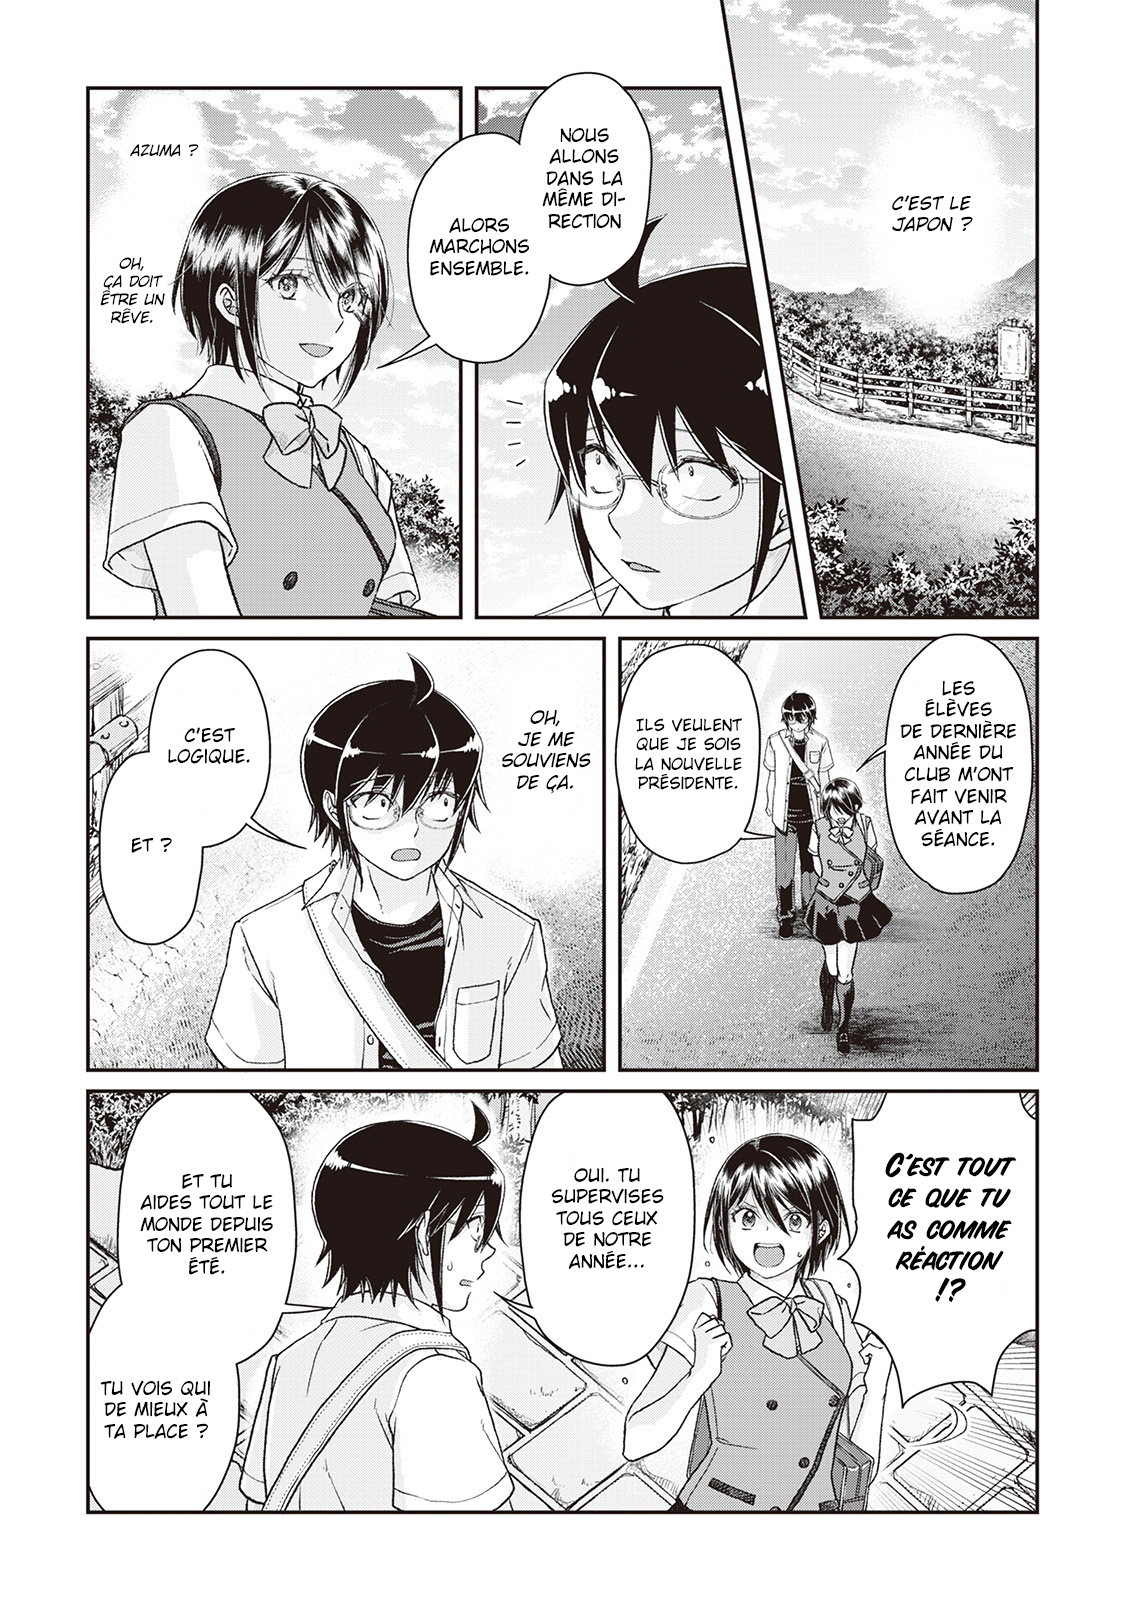 C'EST LE
JAPON ?
NOUS
ALLONS
DANS LA
MÊME DI-
RECTION
ALORS
MARCHONS
ENSEMBLE.
AZUMA ?
OH,
ÇA DOIT
ÊTRE UN
RÊVE.
LES
ÉLÈVES
DE DERNIÈRE
ANNÉE DU
CLUB M'ONT
FAIT VENIR
AVANT LA
SÉANCE.
ILS VEULENT
QUE JE SOIS
LA NOUVELLE
PRÉSIDENTE.
OH,
JE ME
SOUVIENS
DE ÇA.
C'EST
LOGIQUE.
ET ?
C'EST TOUT
CE QUE TU
AS COMME
RÉACTION
!?
OUI. TU
SUPERVISES
TOUS CEUX
DE NOTRE
ANNÉE...
ET TU
AIDES TOUT LE
MONDE DEPUIS
TON PREMIER
ÉTÉ.
TU VOIS QUI
DE MIEUX À
TA PLACE ?